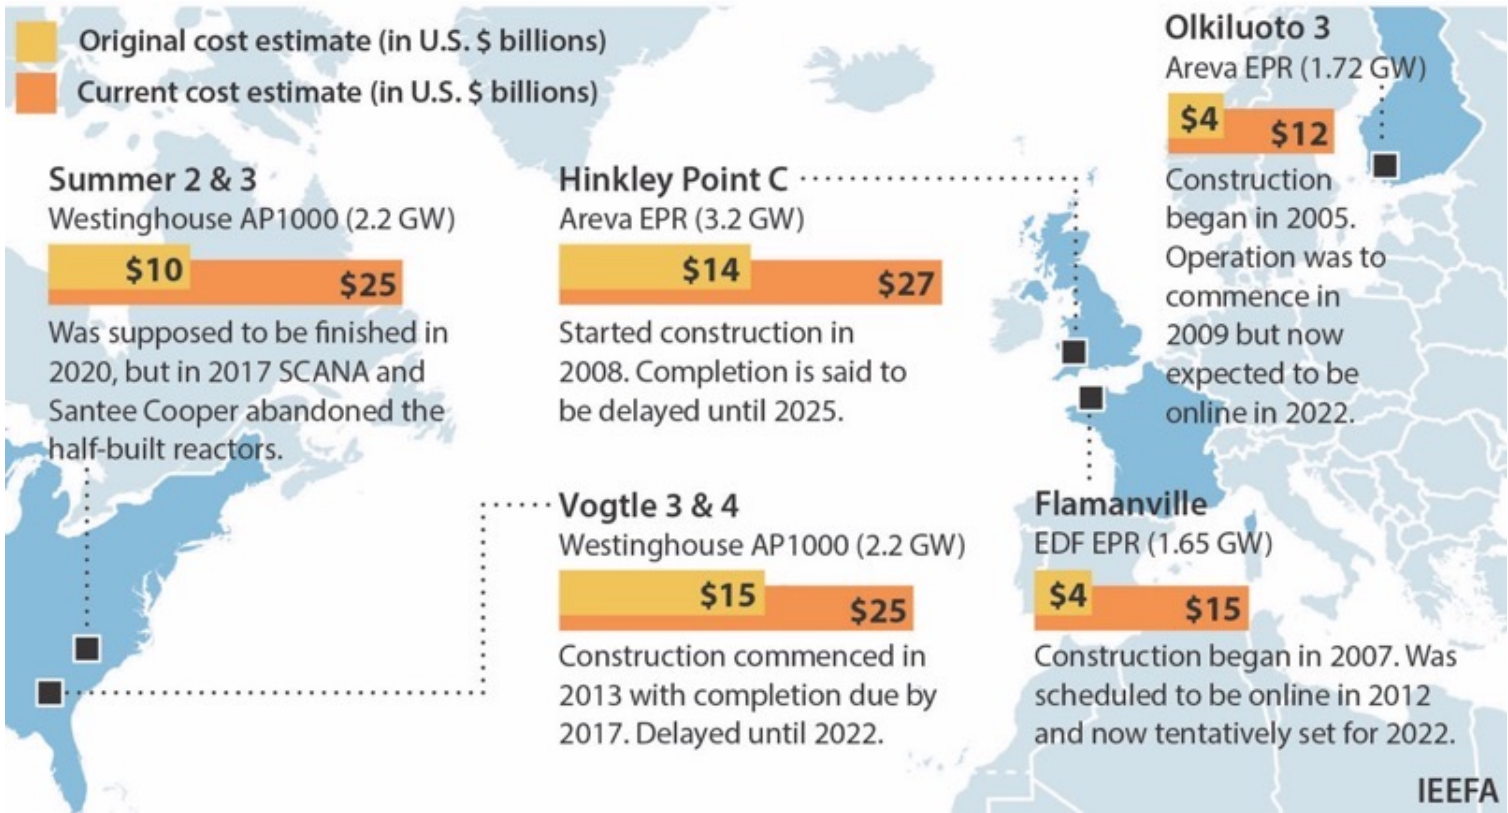 Original cost estimate (in U.S. $ billions)
Current cost estimate (in U.S. $ billions)
Summer 2 & 3
Westinghouse AP1000 (2.2 GW)
$10
$25
Was supposed to be finished in
2020, but in 2017 SCANA and
Santee Cooper abandoned the
half-built reactors.
Hinkley Point C
Areva EPR (3.2 GW)
$14
$27
Started construction in
2008. Completion is said to
be delayed until 2025.
Olkiluoto 3
Areva EPR (1.72 GW)
$4
$12
Construction
began in 2005.
Operation was to
commence in
2009 but now
expected to be
online in 2022.
Vogtle 3 & 4
Westinghouse AP1000 (2.2 GW)
$15
$25
Construction commenced in
2013 with completion due by
2017. Delayed until 2022.
Flamanville
EDF EPR (1.65 GW)
$4
$15
Construction began in 2007. Was
scheduled to be online in 2012
and now tentatively set for 2022.
IEEFA